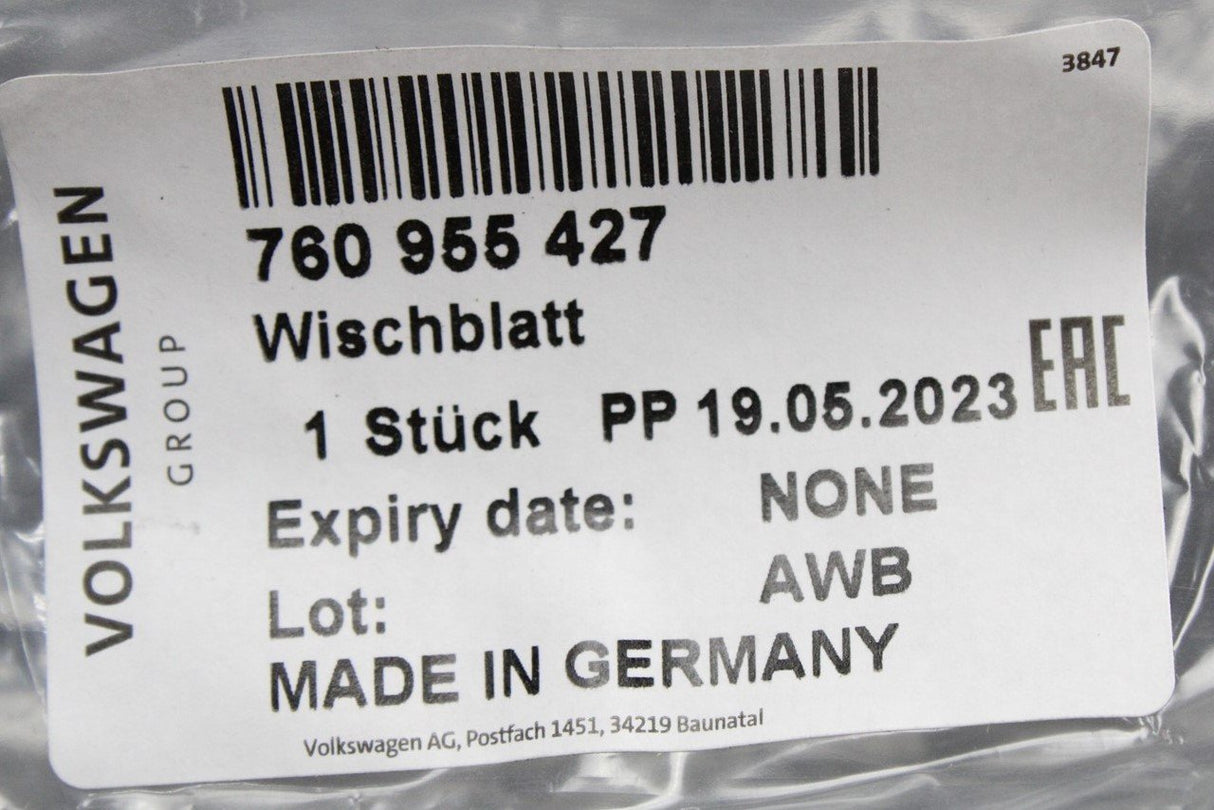 3847
VOLKSWAGEN
GROUP
760 955 427
Wischblatt
1 Stück PP 19.05.2023 EAC
Expiry date: NONE
Lot: AWB
MADE IN GERMANY
Volkswagen AG, Postfach 1451, 34219 Baunatal